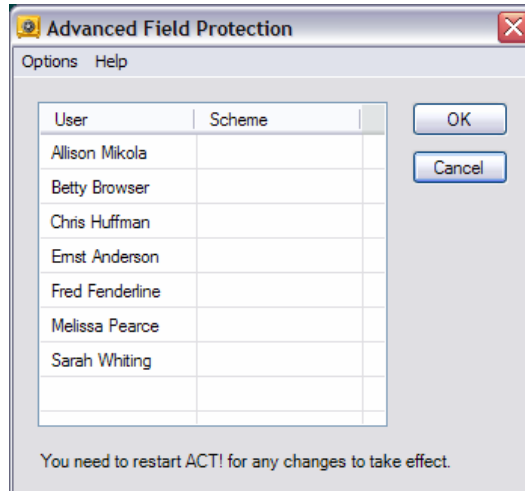 Advanced Field Protection
Options Help
User Scheme
OK
Allison Mikola
Cancel
Betty Browser
Chris Huffman
Ernst Anderson
Fred Fenderline
Melissa Pearce
Sarah Whiting
You need to restart ACT! for any changes to take effect.